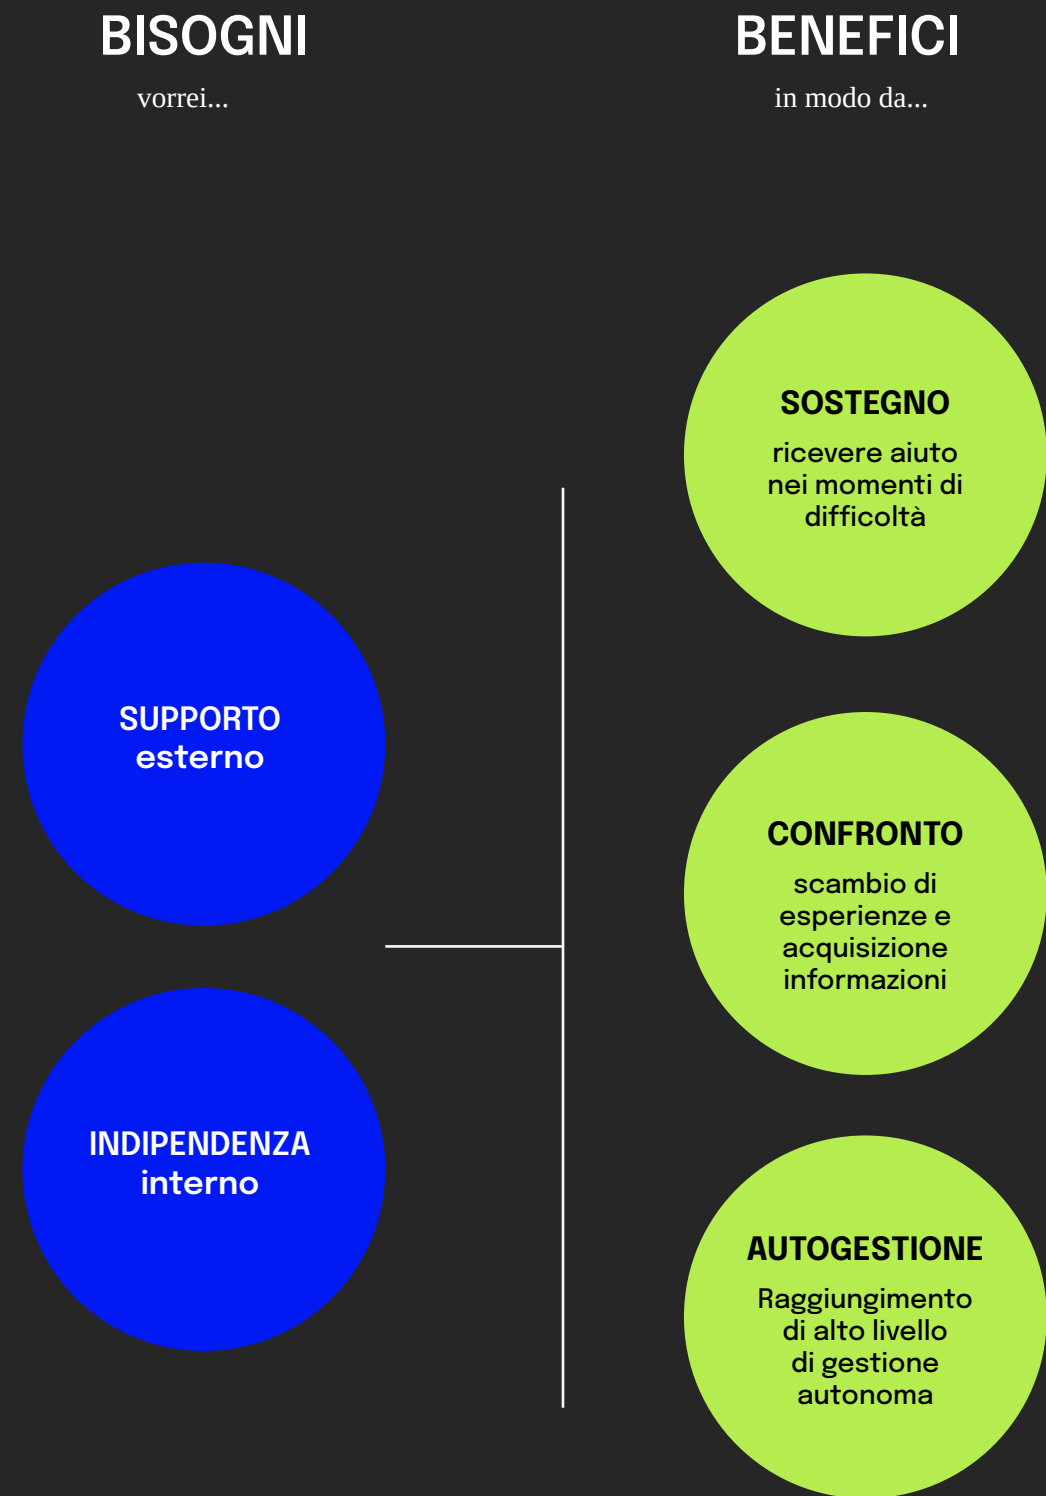 BISOGNI
vorrei...
SUPPORTO
esterno
INDIPENDENZA
interno
BENEFICI
in modo da...
SOSTEGNO
ricevere aiuto
nei momenti di
difficoltà
CONFRONTO
scambio di
esperienze e
acquisizione
informazioni
AUTOGESTIONE
Raggiungimento
di alto livello
di gestione
autonoma